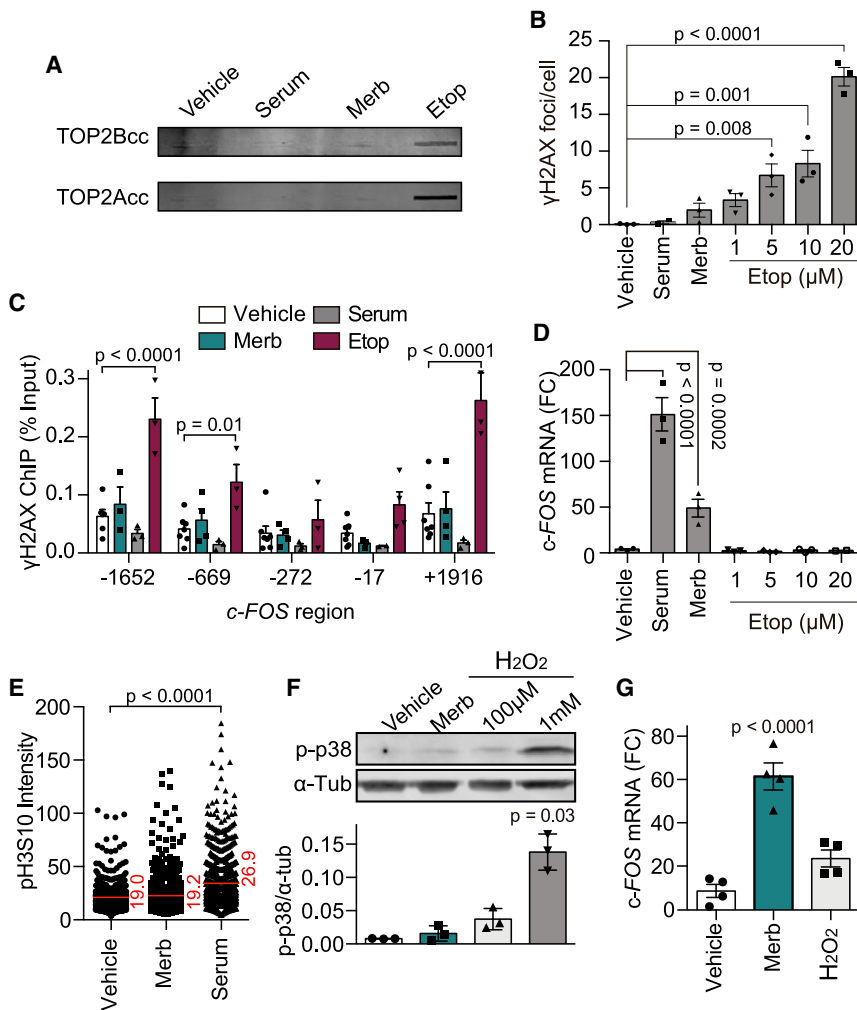 A
Vehicle
Serum
Merb
Etop
TOP2Bcc
TOP2Acc
B
γH2AX foci/cell
25
20
15
10
5
0
p < 0.0001
p = 0.001
p = 0.008
Vehicle
Serum
Merb
1
5
10
20
Etop (μM)
C
Vehicle
Serum
Merb
Etop
γH2AX ChIP (% Input)
0.3
0.2
0.1
0.0
p < 0.0001
p = 0.01
p < 0.0001
-1652
-669
-272
-17
+1916
c-FOS region
D
c-FOS mRNA (FC)
200
150
100
50
0
p < 0.0001
p = 0.0002
Vehicle
Serum
Merb
1
5
10
20
Etop (μM)
E
p < 0.0001
pH3S10 Intensity
200
150
100
50
0
19.0
19.2
26.9
Vehicle
Merb
Serum
F
H2O2
Vehicle
Merb
100μM
1mM
p-p38
α-Tub
p = 0.03
p-p38/α-tub
0.15
0.10
0.05
0.00
G
c-FOS mRNA (FC)
80
60
40
20
0
p < 0.0001
Vehicle
Merb
H2O2